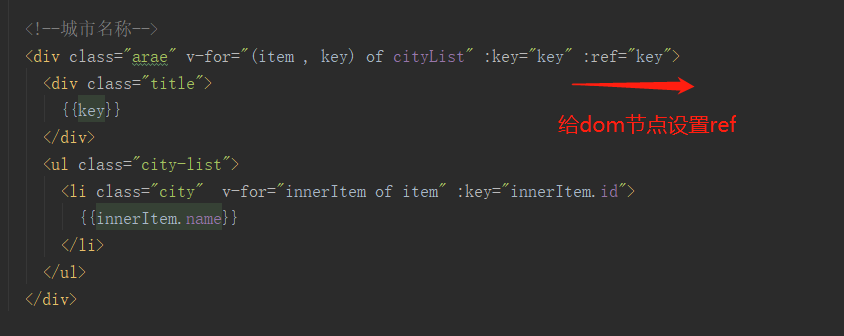 <!--城市名称-->
<div class="arae" v-for="(item , key) of cityList" :key="key" :ref="key">
<div class="title">
{{key}}
</div>
给dom节点设置ref
<ul class="city-list">
<li class="city"  v-for="innerItem of item" :key="innerItem.id">
{{innerItem.name}}
</li>
</ul>
</div>